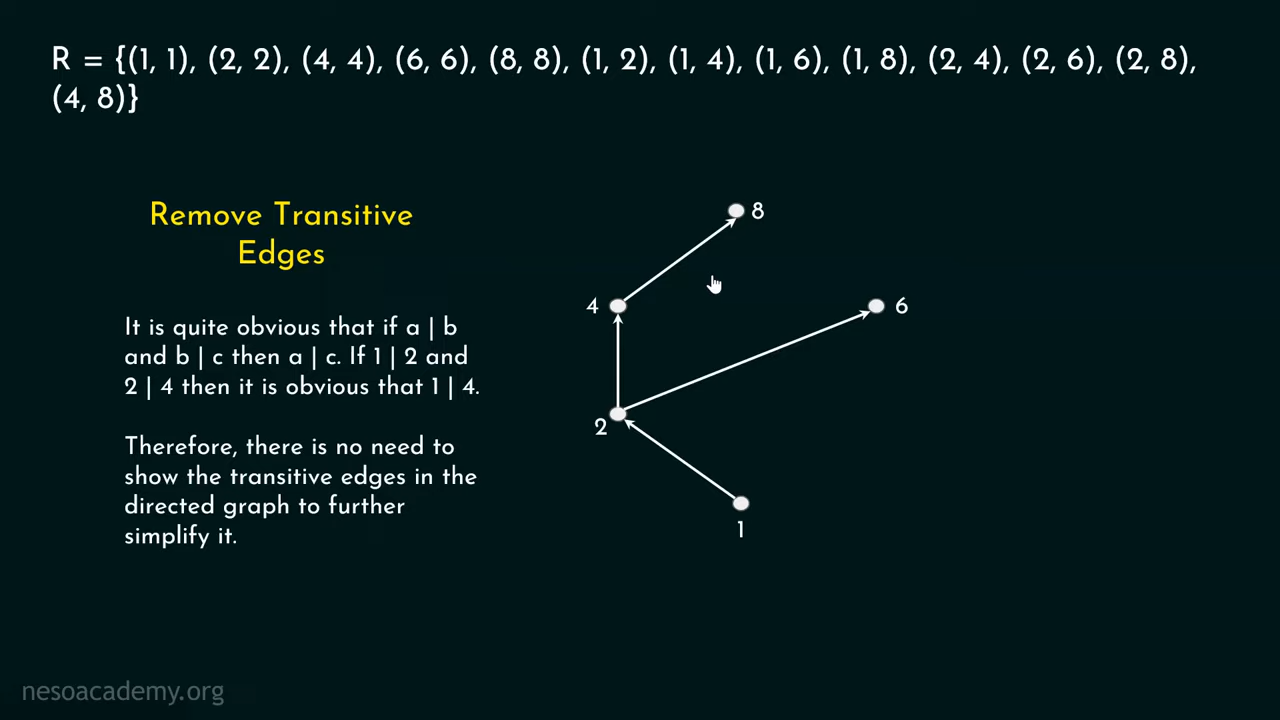 R = {(1, 1), (2, 2), (4, 4), (6, 6), (8, 8), (1, 2), (1, 4), (1, 6), (1, 8), (2, 4), (2, 6), (2, 8),
(4, 8)}
Remove Transitive
Edges
It is quite obvious that if a | b
and b | c then a | c. If 1 | 2 and
2 | 4 then it is obvious that 1 | 4.
Therefore, there is no need to
show the transitive edges in the
directed graph to further
simplify it.
8
4
6
2
1
nesoacademy.org